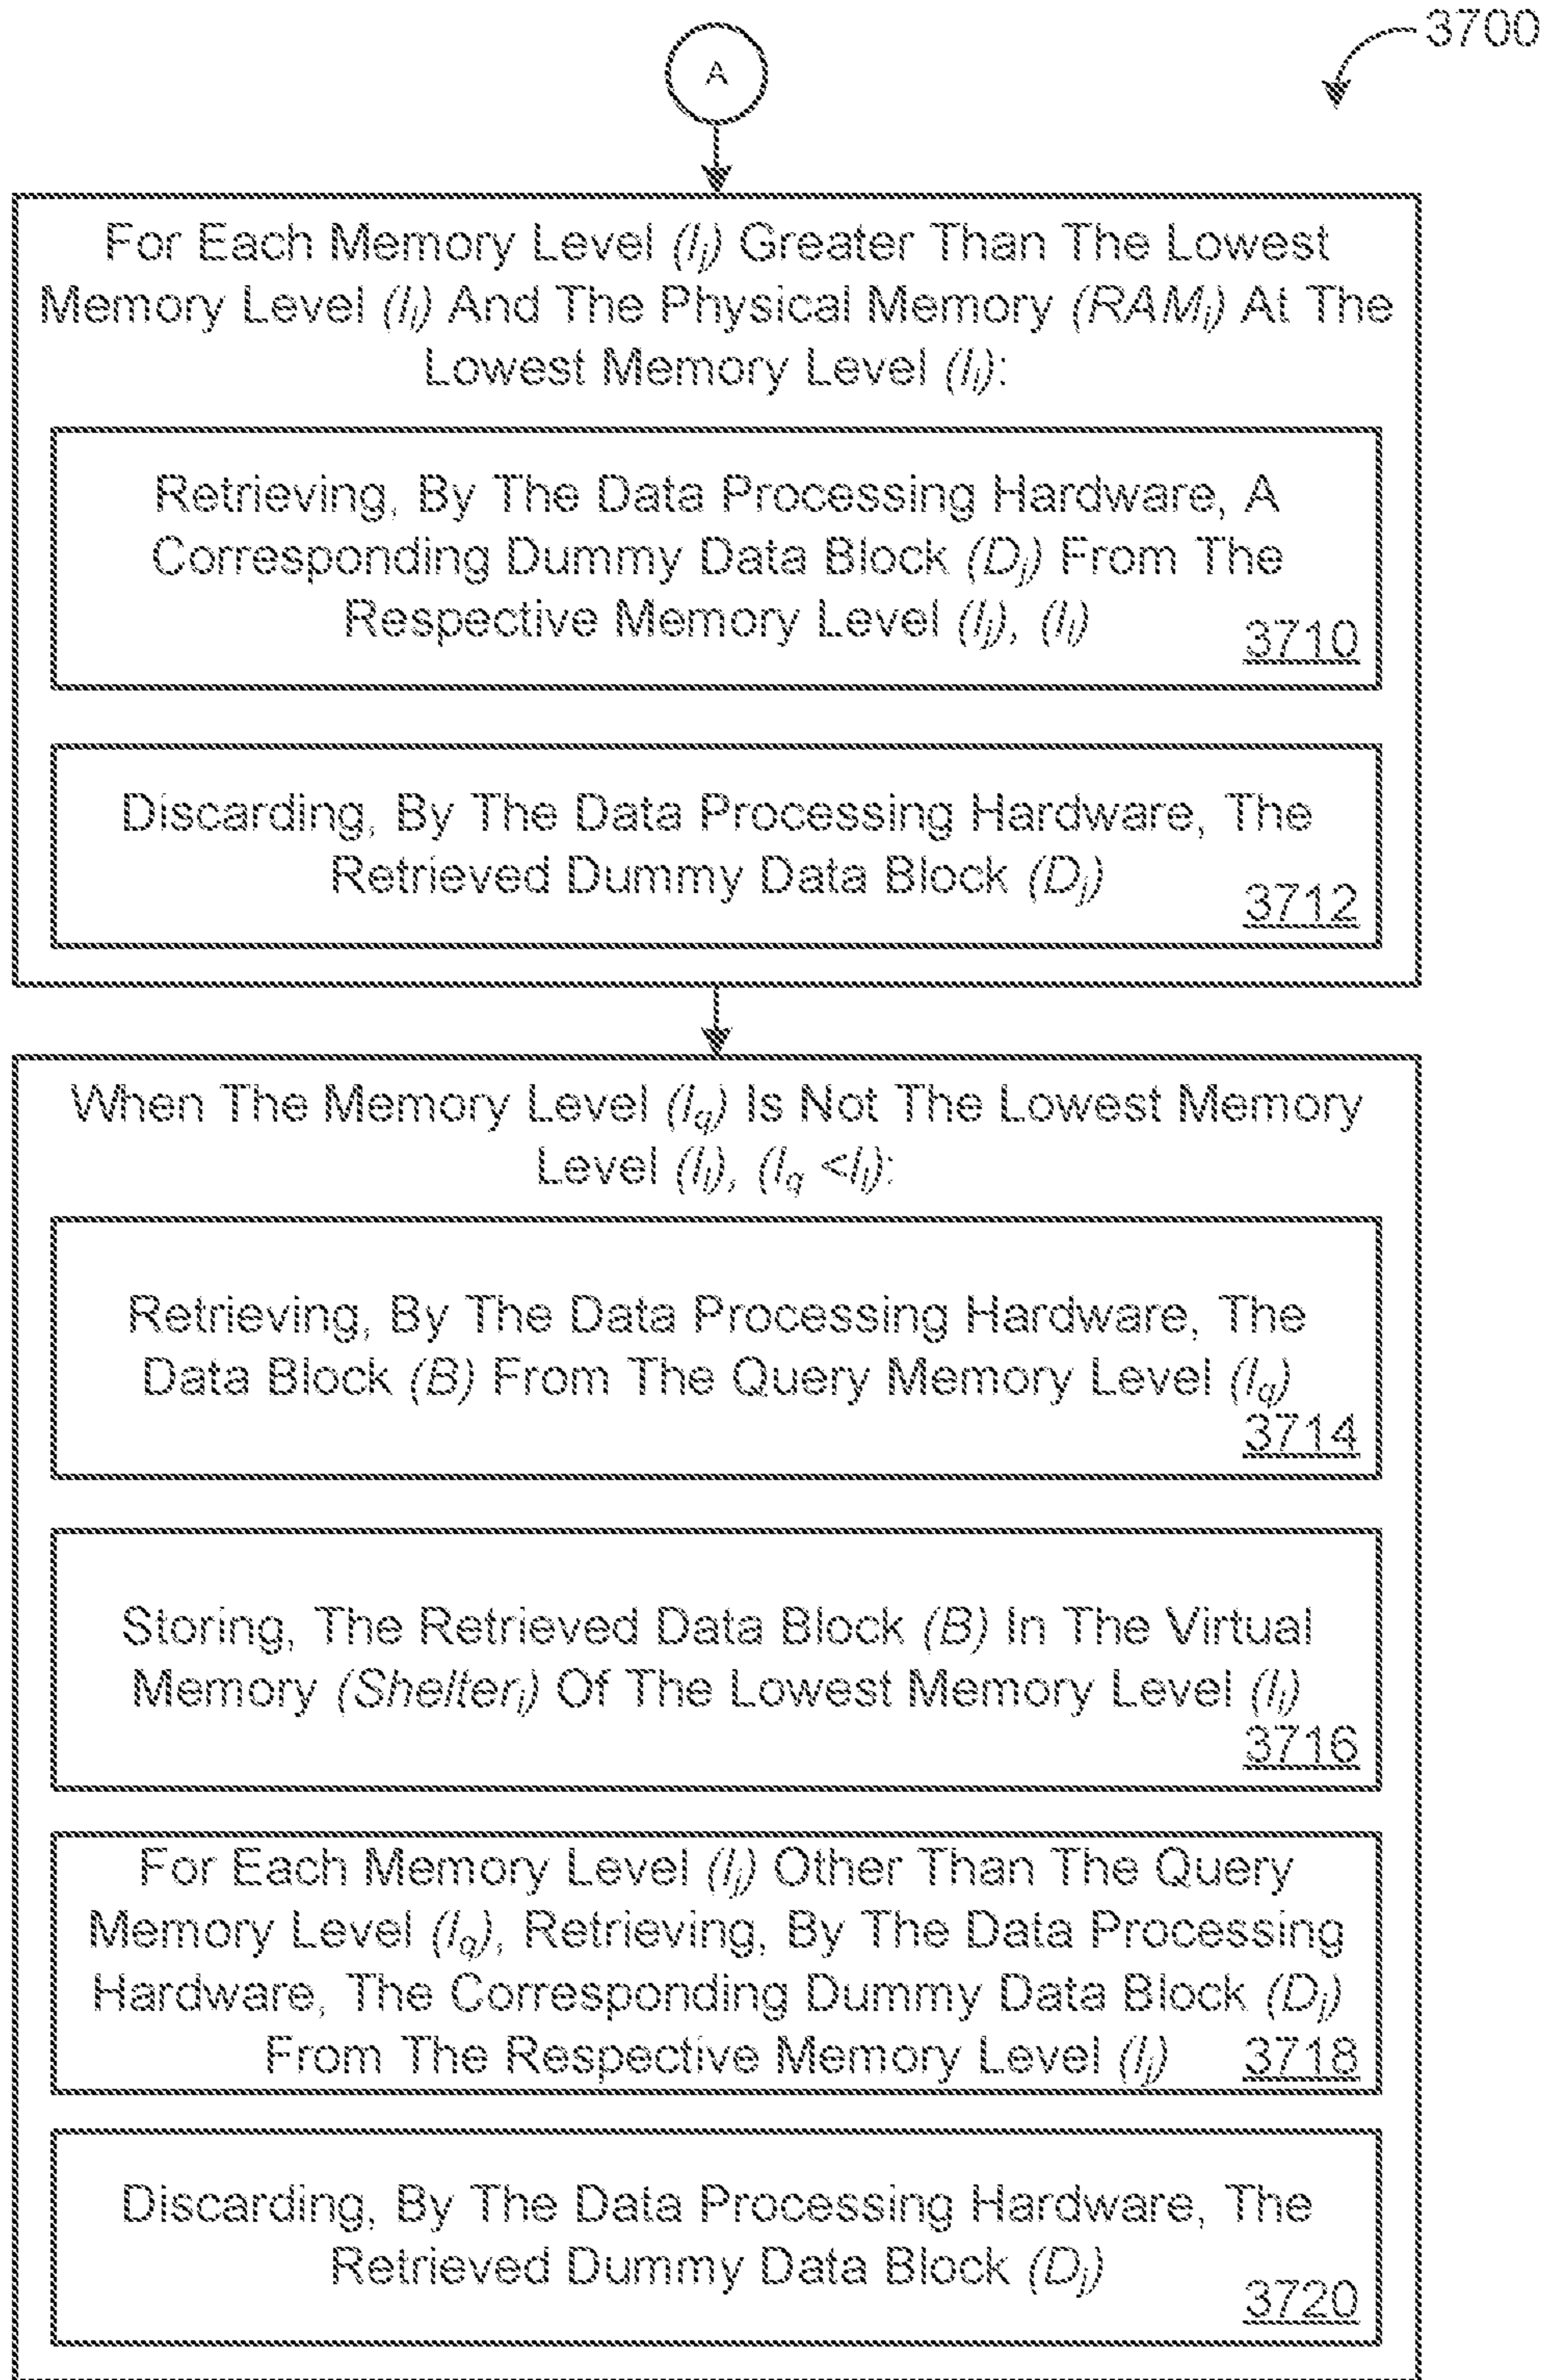 3700
A
For Each Memory Level (lj) Greater Than The Lowest
Memory Level (li) And The Physical Memory (RAMi) At The
Lowest Memory Level (li):
Retrieving, By The Data Processing Hardware, A
Corresponding Dummy Data Block (Dj) From The
Respective Memory Level (lj), (li)
3710
Discarding, By The Data Processing Hardware, The
Retrieved Dummy Data Block (Dj)
3712
When The Memory Level (lq) Is Not The Lowest Memory
Level (li), (lq <li):
Retrieving, By The Data Processing Hardware, The
Data Block (B) From The Query Memory Level (lq)
3714
Storing, The Retrieved Data Block (B) In The Virtual
Memory (Shelteri) Of The Lowest Memory Level (li)
3716
For Each Memory Level (lj) Other Than The Query
Memory Level (lq), Retrieving, By The Data Processing
Hardware, The Corresponding Dummy Data Block (Dj)
From The Respective Memory Level (lj)
3718
Discarding, By The Data Processing Hardware, The
Retrieved Dummy Data Block (Dj)
3720